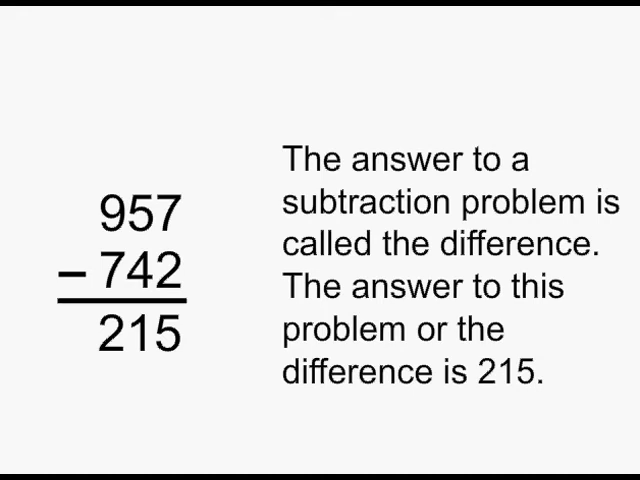 957
– 742
215
The answer to a
subtraction problem is
called the difference.
The answer to this
problem or the
difference is 215.